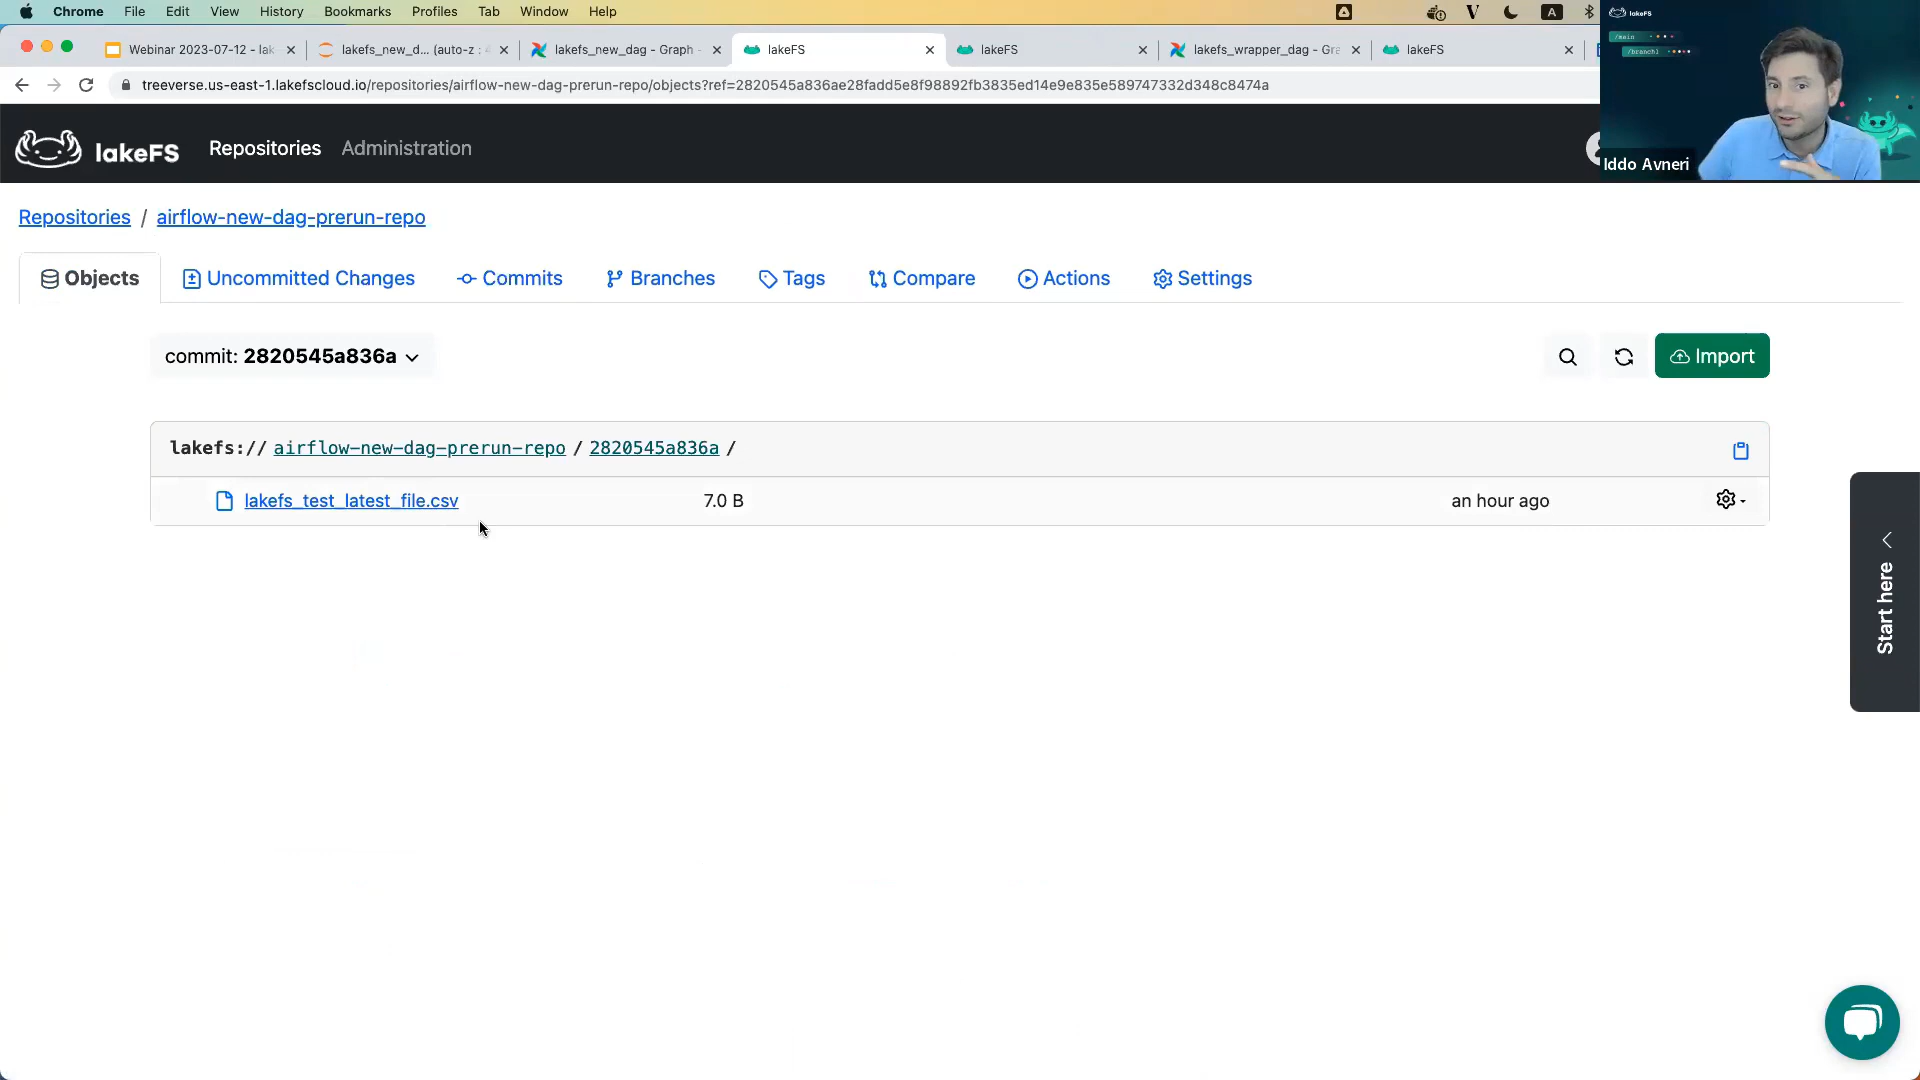 Chrome File Edit View History Bookmarks Profiles Tab Window Help
A
lakeFS
/main
/branch1
Webinar 2023-07-12 - lak
lakefs_new_d... (auto-z : 4
lakefs_new_dag - Graph -
lakeFS
lakeFS
lakefs_wrapper_dag - Gra
lakeFS
treeverse.us-east-1.lakefscloud.io/repositories/airflow-new-dag-prerun-repo/objects?ref=2820545a836ae28fadd5e8f98892fb3835ed14e9e835e589747332d348c8474a
lakeFS Repositories Administration
Iddo Avneri
Repositories / airflow-new-dag-prerun-repo
Objects Uncommitted Changes Commits Branches Tags Compare Actions Settings
commit: 2820545a836a
Import
lakefs:// airflow-new-dag-prerun-repo / 2820545a836a /
lakefs_test_latest_file.csv 7.0 B an hour ago
Start here